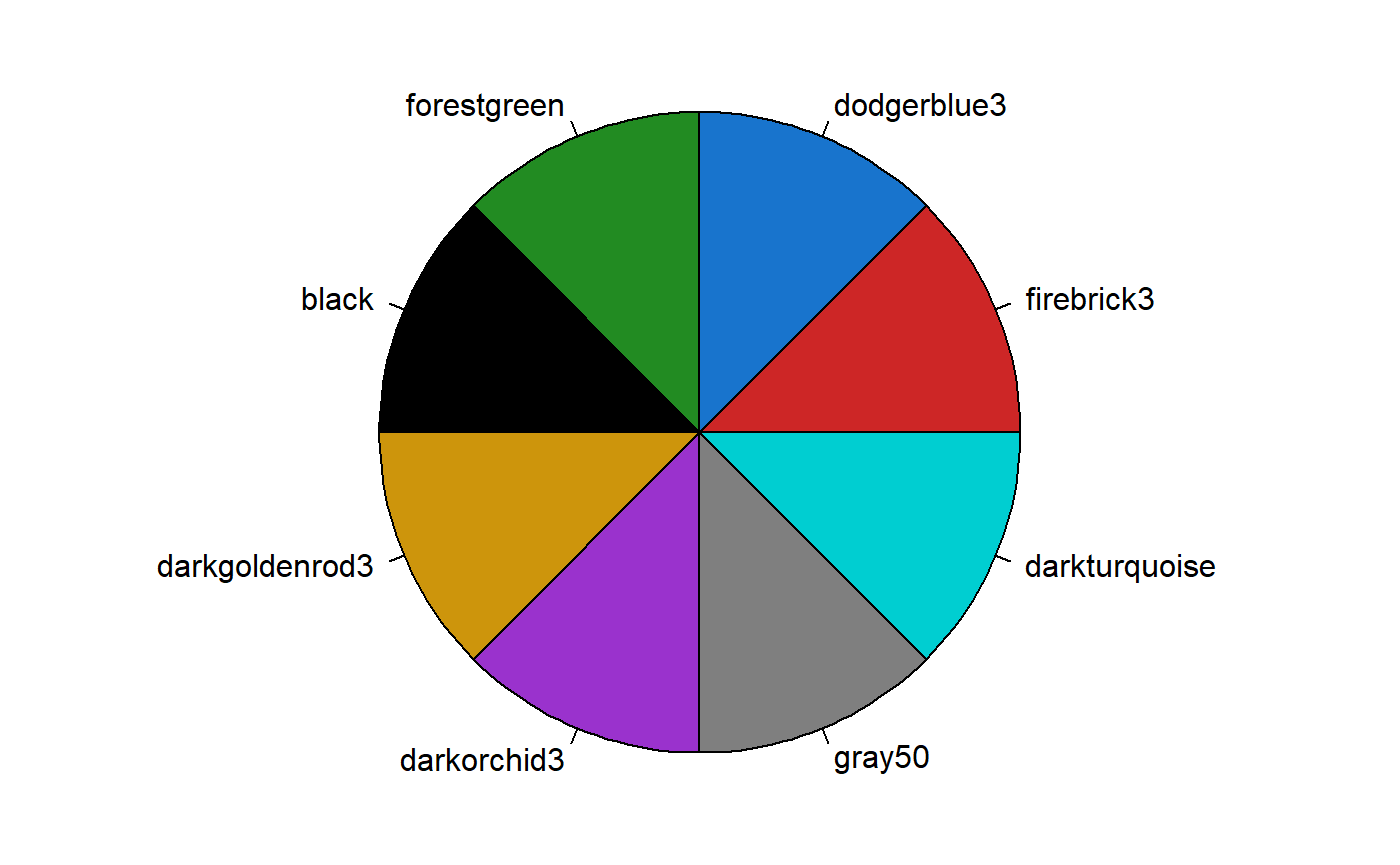 forestgreen
dodgerblue3
black
firebrick3
darkgoldenrod3
darkturquoise
darkorchid3
gray50